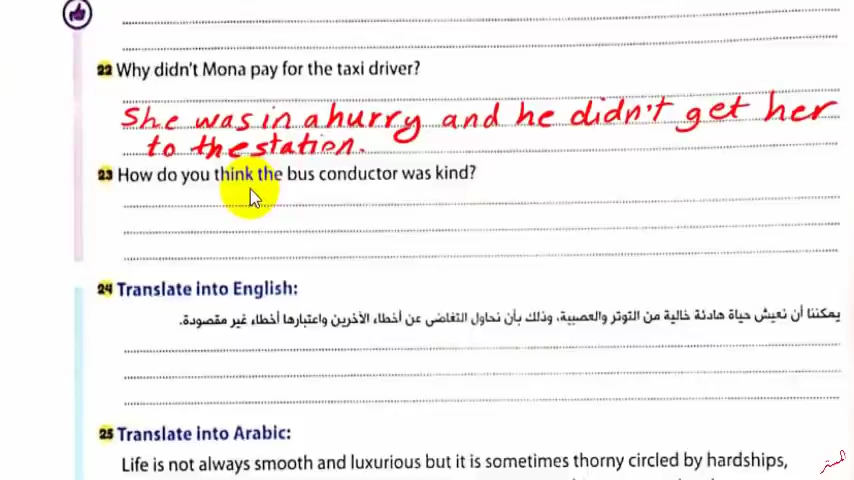 22 Why didn't Mona pay for the taxi driver?
She was in a hurry and he didn't get her
to the station.
23 How do you think the bus conductor was kind?
24 Translate into English:
يمكننا أن نعيش حياة هادئة خالية من التوتر والعصبية، وذلك بأن نحاول التغاضى عن أخطاء الآخرين واعتبارها أخطاء غير مقصودة.
25 Translate into Arabic:
Life is not always smooth and luxurious but it is sometimes thorny circled by hardships,